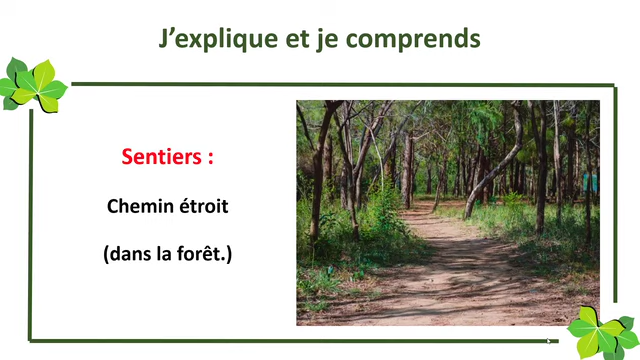 J'explique et je comprends
Sentiers :
Chemin étroit
(dans la forêt.)